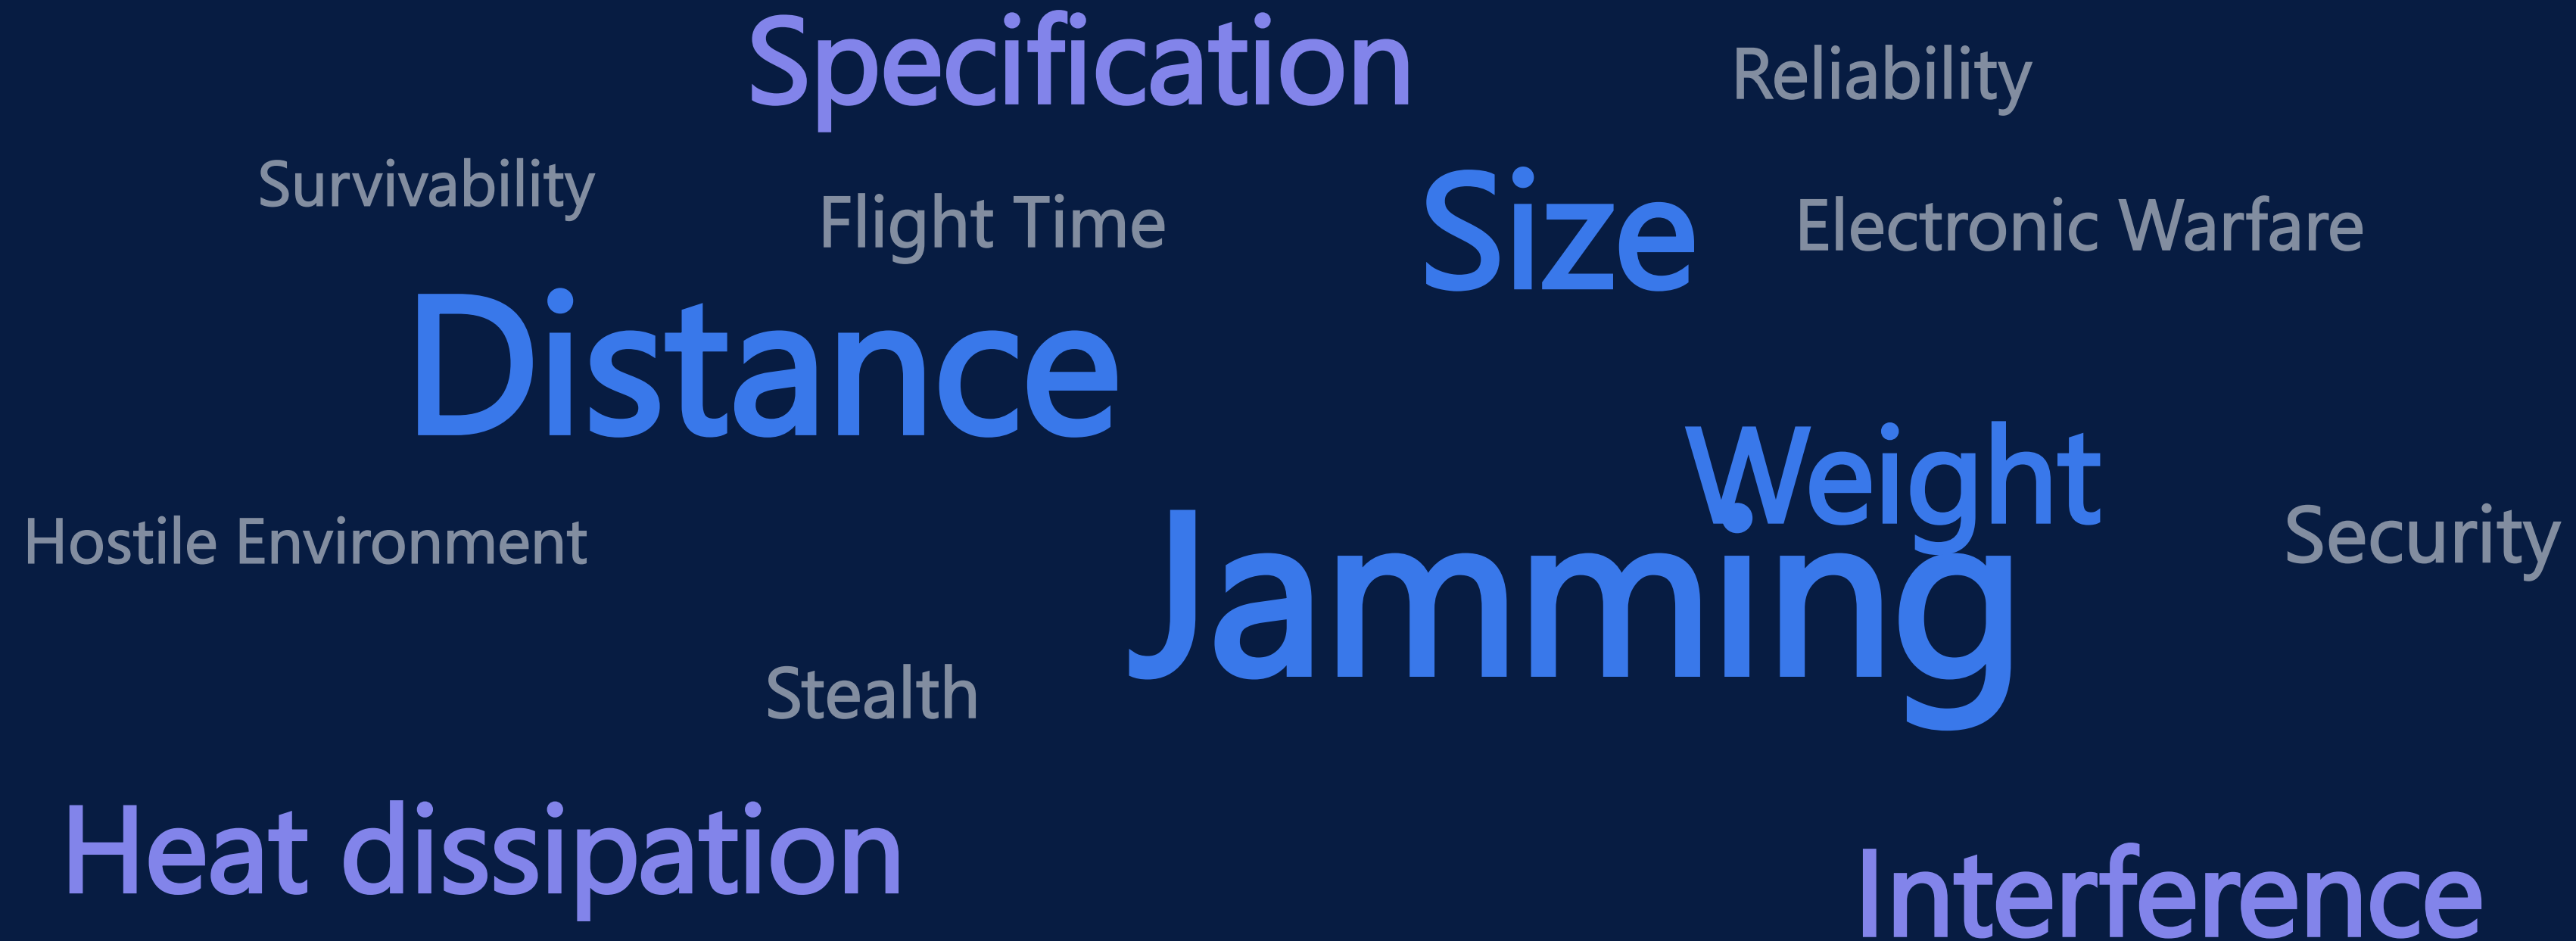 Specification
Reliability
Survivability
Flight Time
Size
Electronic Warfare
Distance
Weight
Hostile Environment
Jamming
Security
Stealth
Heat dissipation
Interference